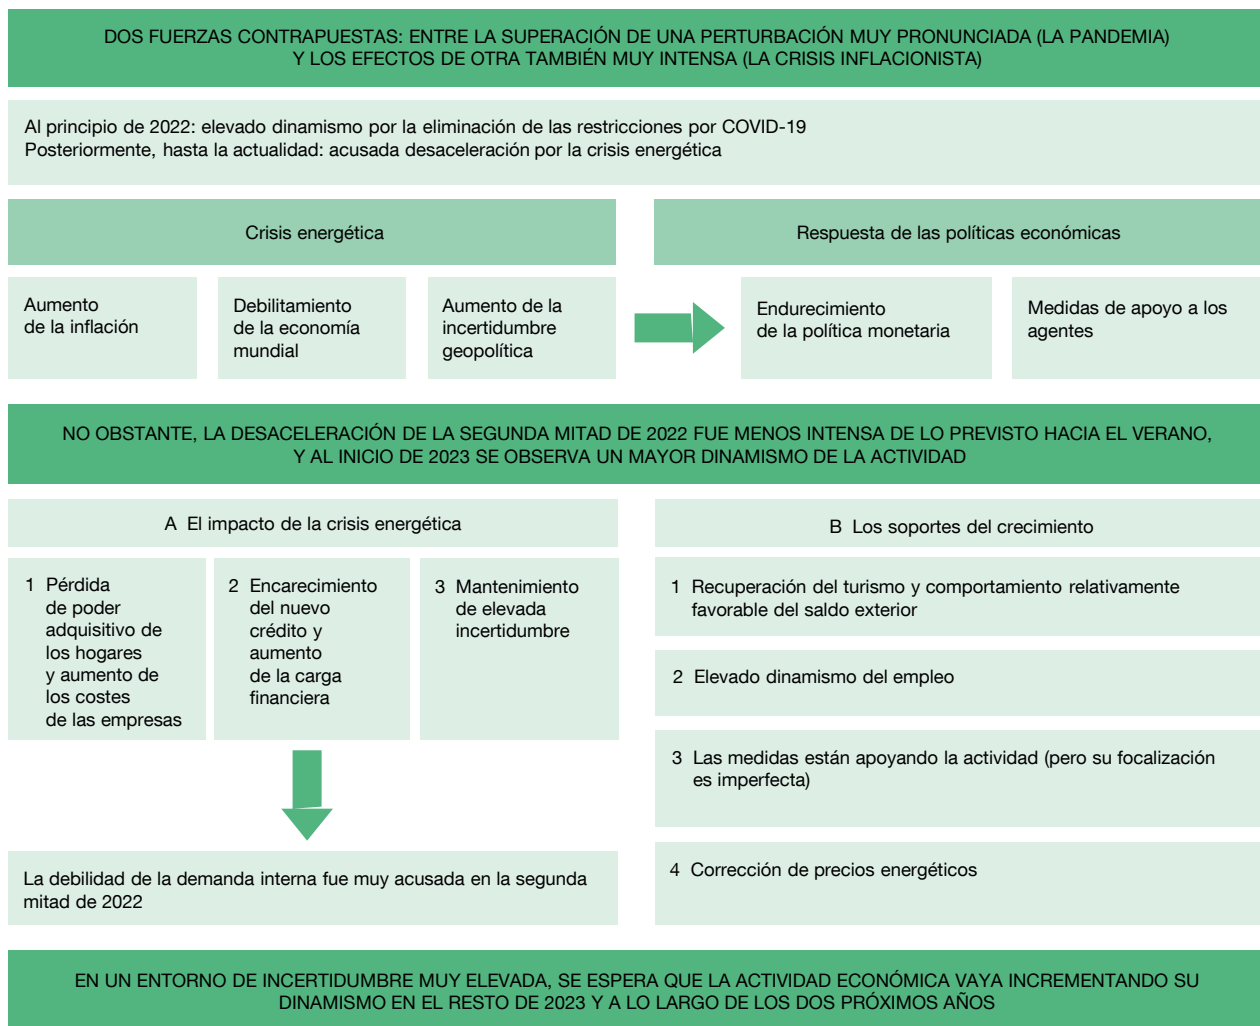 DOS FUERZAS CONTRAPUESTAS: ENTRE LA SUPERACIÓN DE UNA PERTURBACIÓN MUY PRONUNCIADA (LA PANDEMIA)
Y LOS EFECTOS DE OTRA TAMBIÉN MUY INTENSA (LA CRISIS INFLACIONISTA)
Al principio de 2022: elevado dinamismo por la eliminación de las restricciones por COVID-19
Posteriormente, hasta la actualidad: acusada desaceleración por la crisis energética
Crisis energética
Aumento
de la inflación
Debilitamiento
de la economía
mundial
Aumento de la
incertidumbre
geopolítica
Respuesta de las políticas económicas
Endurecimiento
de la política monetaria
Medidas de apoyo a los
agentes
NO OBSTANTE, LA DESACELERACIÓN DE LA SEGUNDA MITAD DE 2022 FUE MENOS INTENSA DE LO PREVISTO HACIA EL VERANO,
Y AL INICIO DE 2023 SE OBSERVA UN MAYOR DINAMISMO DE LA ACTIVIDAD
A El impacto de la crisis energética
1 Pérdida
de poder
adquisitivo de
los hogares
y aumento de
los costes
de las empresas
2 Encarecimiento
del nuevo
crédito y
aumento
de la carga
financiera
3 Mantenimiento
de elevada
incertidumbre
La debilidad de la demanda interna fue muy acusada en la segunda
mitad de 2022
B Los soportes del crecimiento
1 Recuperación del turismo y comportamiento relativamente
favorable del saldo exterior
2 Elevado dinamismo del empleo
3 Las medidas están apoyando la actividad (pero su focalización
es imperfecta)
4 Corrección de precios energéticos
EN UN ENTORNO DE INCERTIDUMBRE MUY ELEVADA, SE ESPERA QUE LA ACTIVIDAD ECONÓMICA VAYA INCREMENTANDO SU
DINAMISMO EN EL RESTO DE 2023 Y A LO LARGO DE LOS DOS PRÓXIMOS AÑOS